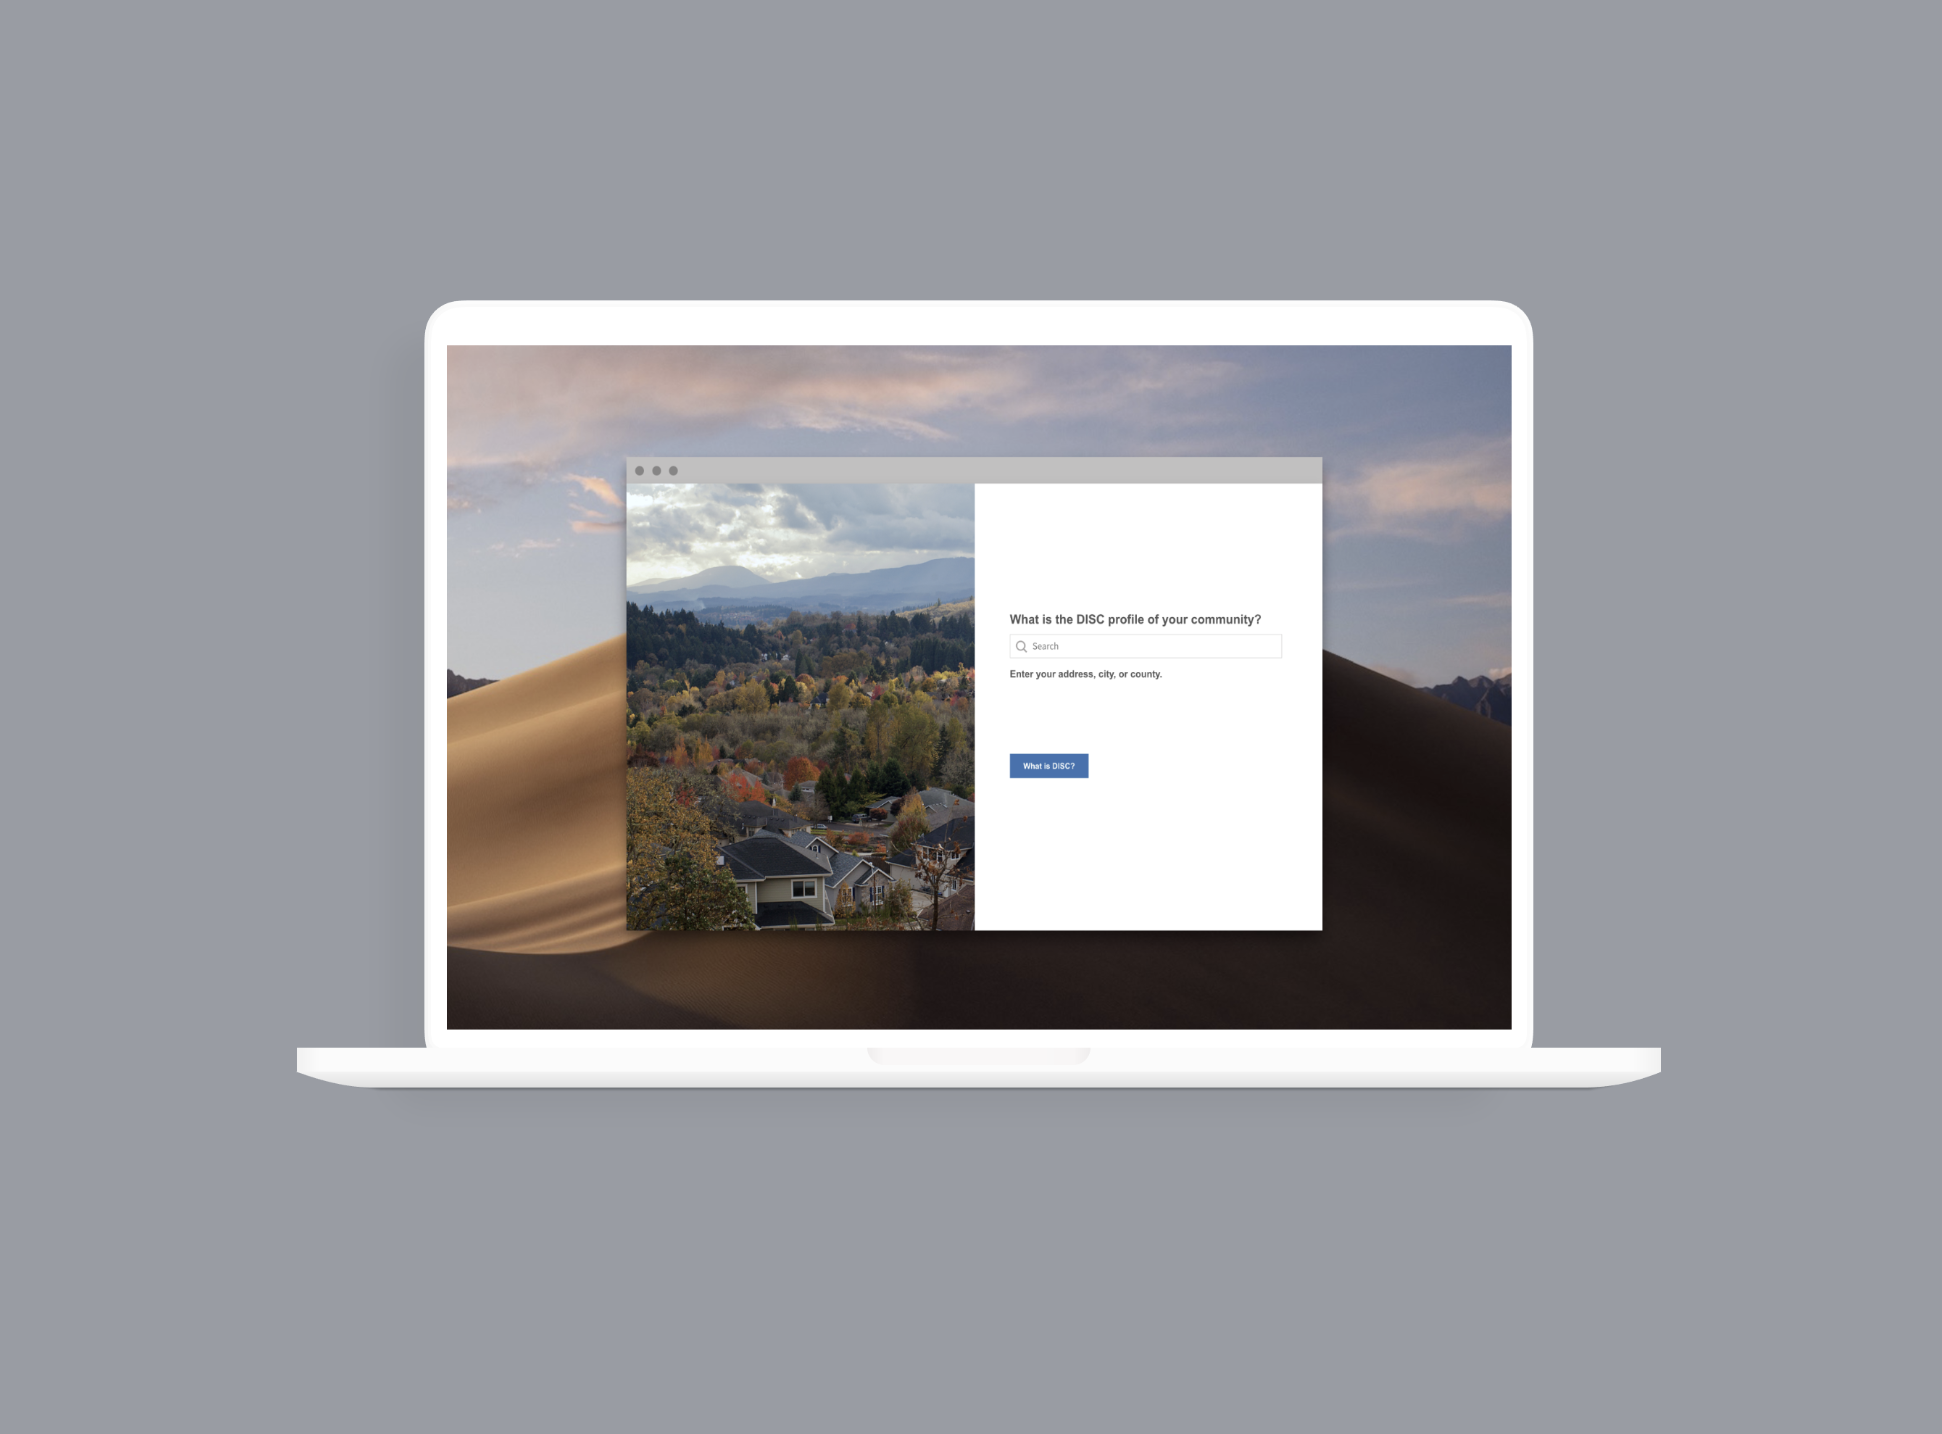 What is the DISC profile of your community?
Search
Enter your address, city, or county.
What is DISC?